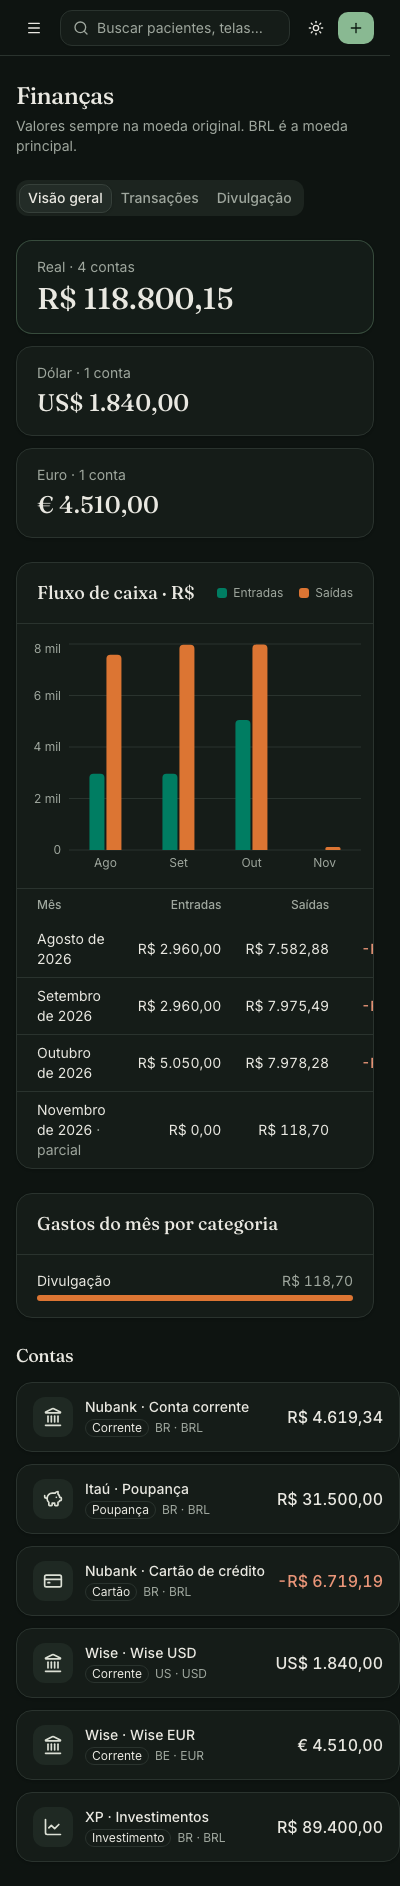 Buscar pacientes, telas...
Finanças
Valores sempre na moeda original. BRL é a moeda
principal.
Visão geral Transações Divulgação
Real · 4 contas
R$ 118.800,15
Dólar · 1 conta
US$ 1.840,00
Euro · 1 conta
€ 4.510,00
Fluxo de caixa · R$ Entradas Saídas
8 mil
6 mil
4 mil
2 mil
0
Ago Set Out Nov
Mês Entradas Saídas
Agosto de
2026 R$ 2.960,00 R$ 7.582,88
Setembro
de 2026 R$ 2.960,00 R$ 7.975,49
Outubro
de 2026 R$ 5.050,00 R$ 7.978,28
Novembro
de 2026 · R$ 0,00 R$ 118,70
parcial
Gastos do mês por categoria
Divulgação R$ 118,70
Contas
Nubank · Conta corrente R$ 4.619,34
Corrente BR · BRL
Itaú · Poupança R$ 31.500,00
Poupança BR · BRL
Nubank · Cartão de crédito -R$ 6.719,19
Cartão BR · BRL
Wise · Wise USD US$ 1.840,00
Corrente US · USD
Wise · Wise EUR € 4.510,00
Corrente BE · EUR
XP · Investimentos R$ 89.400,00
Investimento BR · BRL